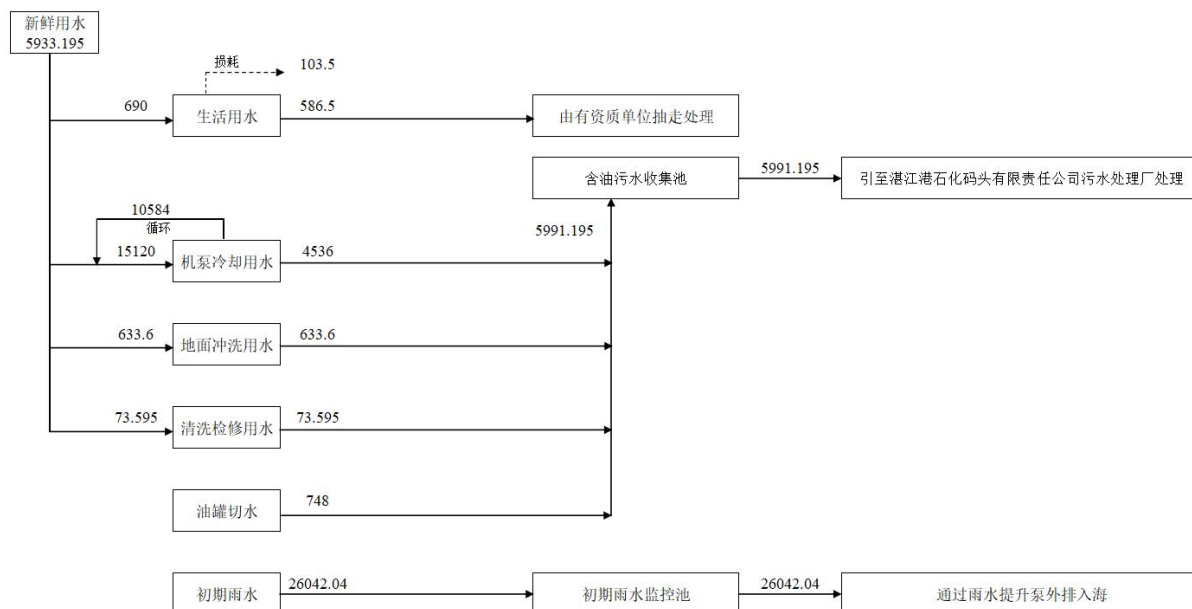 新鲜用水
5933.195
损耗
103.5
690
生活用水
586.5
由有资质单位抽走处理
含油污水收集池
5991.195
引至湛江港石化码头有限责任公司污水处理厂处理
10584
循环
5991.195
15120
机泵冷却用水
4536
633.6
地面冲洗用水
633.6
73.595
清洗检修用水
73.595
油罐切水
748
初期雨水
26042.04
初期雨水监控池
26042.04
通过雨水提升泵外排入海